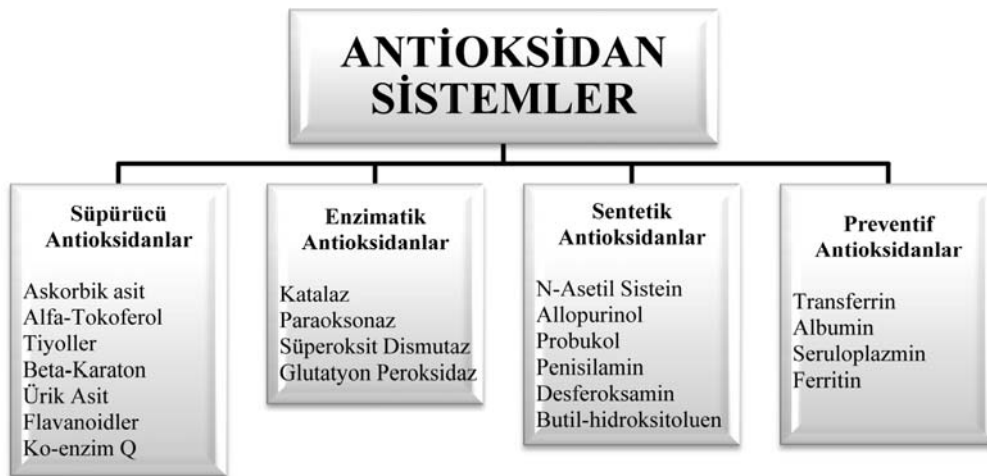 ANTİOKSİDAN
SİSTEMLER
Süpürücü
Antioksidanlar
Askorbik asit
Alfa-Tokoferol
Tiyoller
Beta-Karaton
Ürik Asit
Flavanoidler
Ko-enzim Q
Enzimatik
Antioksidanlar
Katalaz
Paraoksonaz
Süperoksit Dismutaz
Glutatyon Peroksidaz
Sentetik
Antioksidanlar
N-Asetil Sistein
Allopurinol
Probukol
Penisilamin
Desferoksamin
Butil-hidroksitoluen
Preventif
Antioksidanlar
Transferrin
Albumin
Seruloplazmin
Ferritin